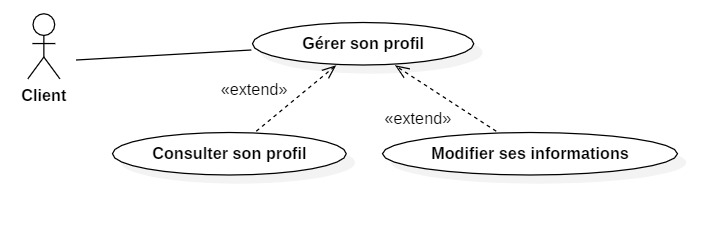 Gérer son profil
Client
«extend»
«extend»
Consulter son profil
Modifier ses informations